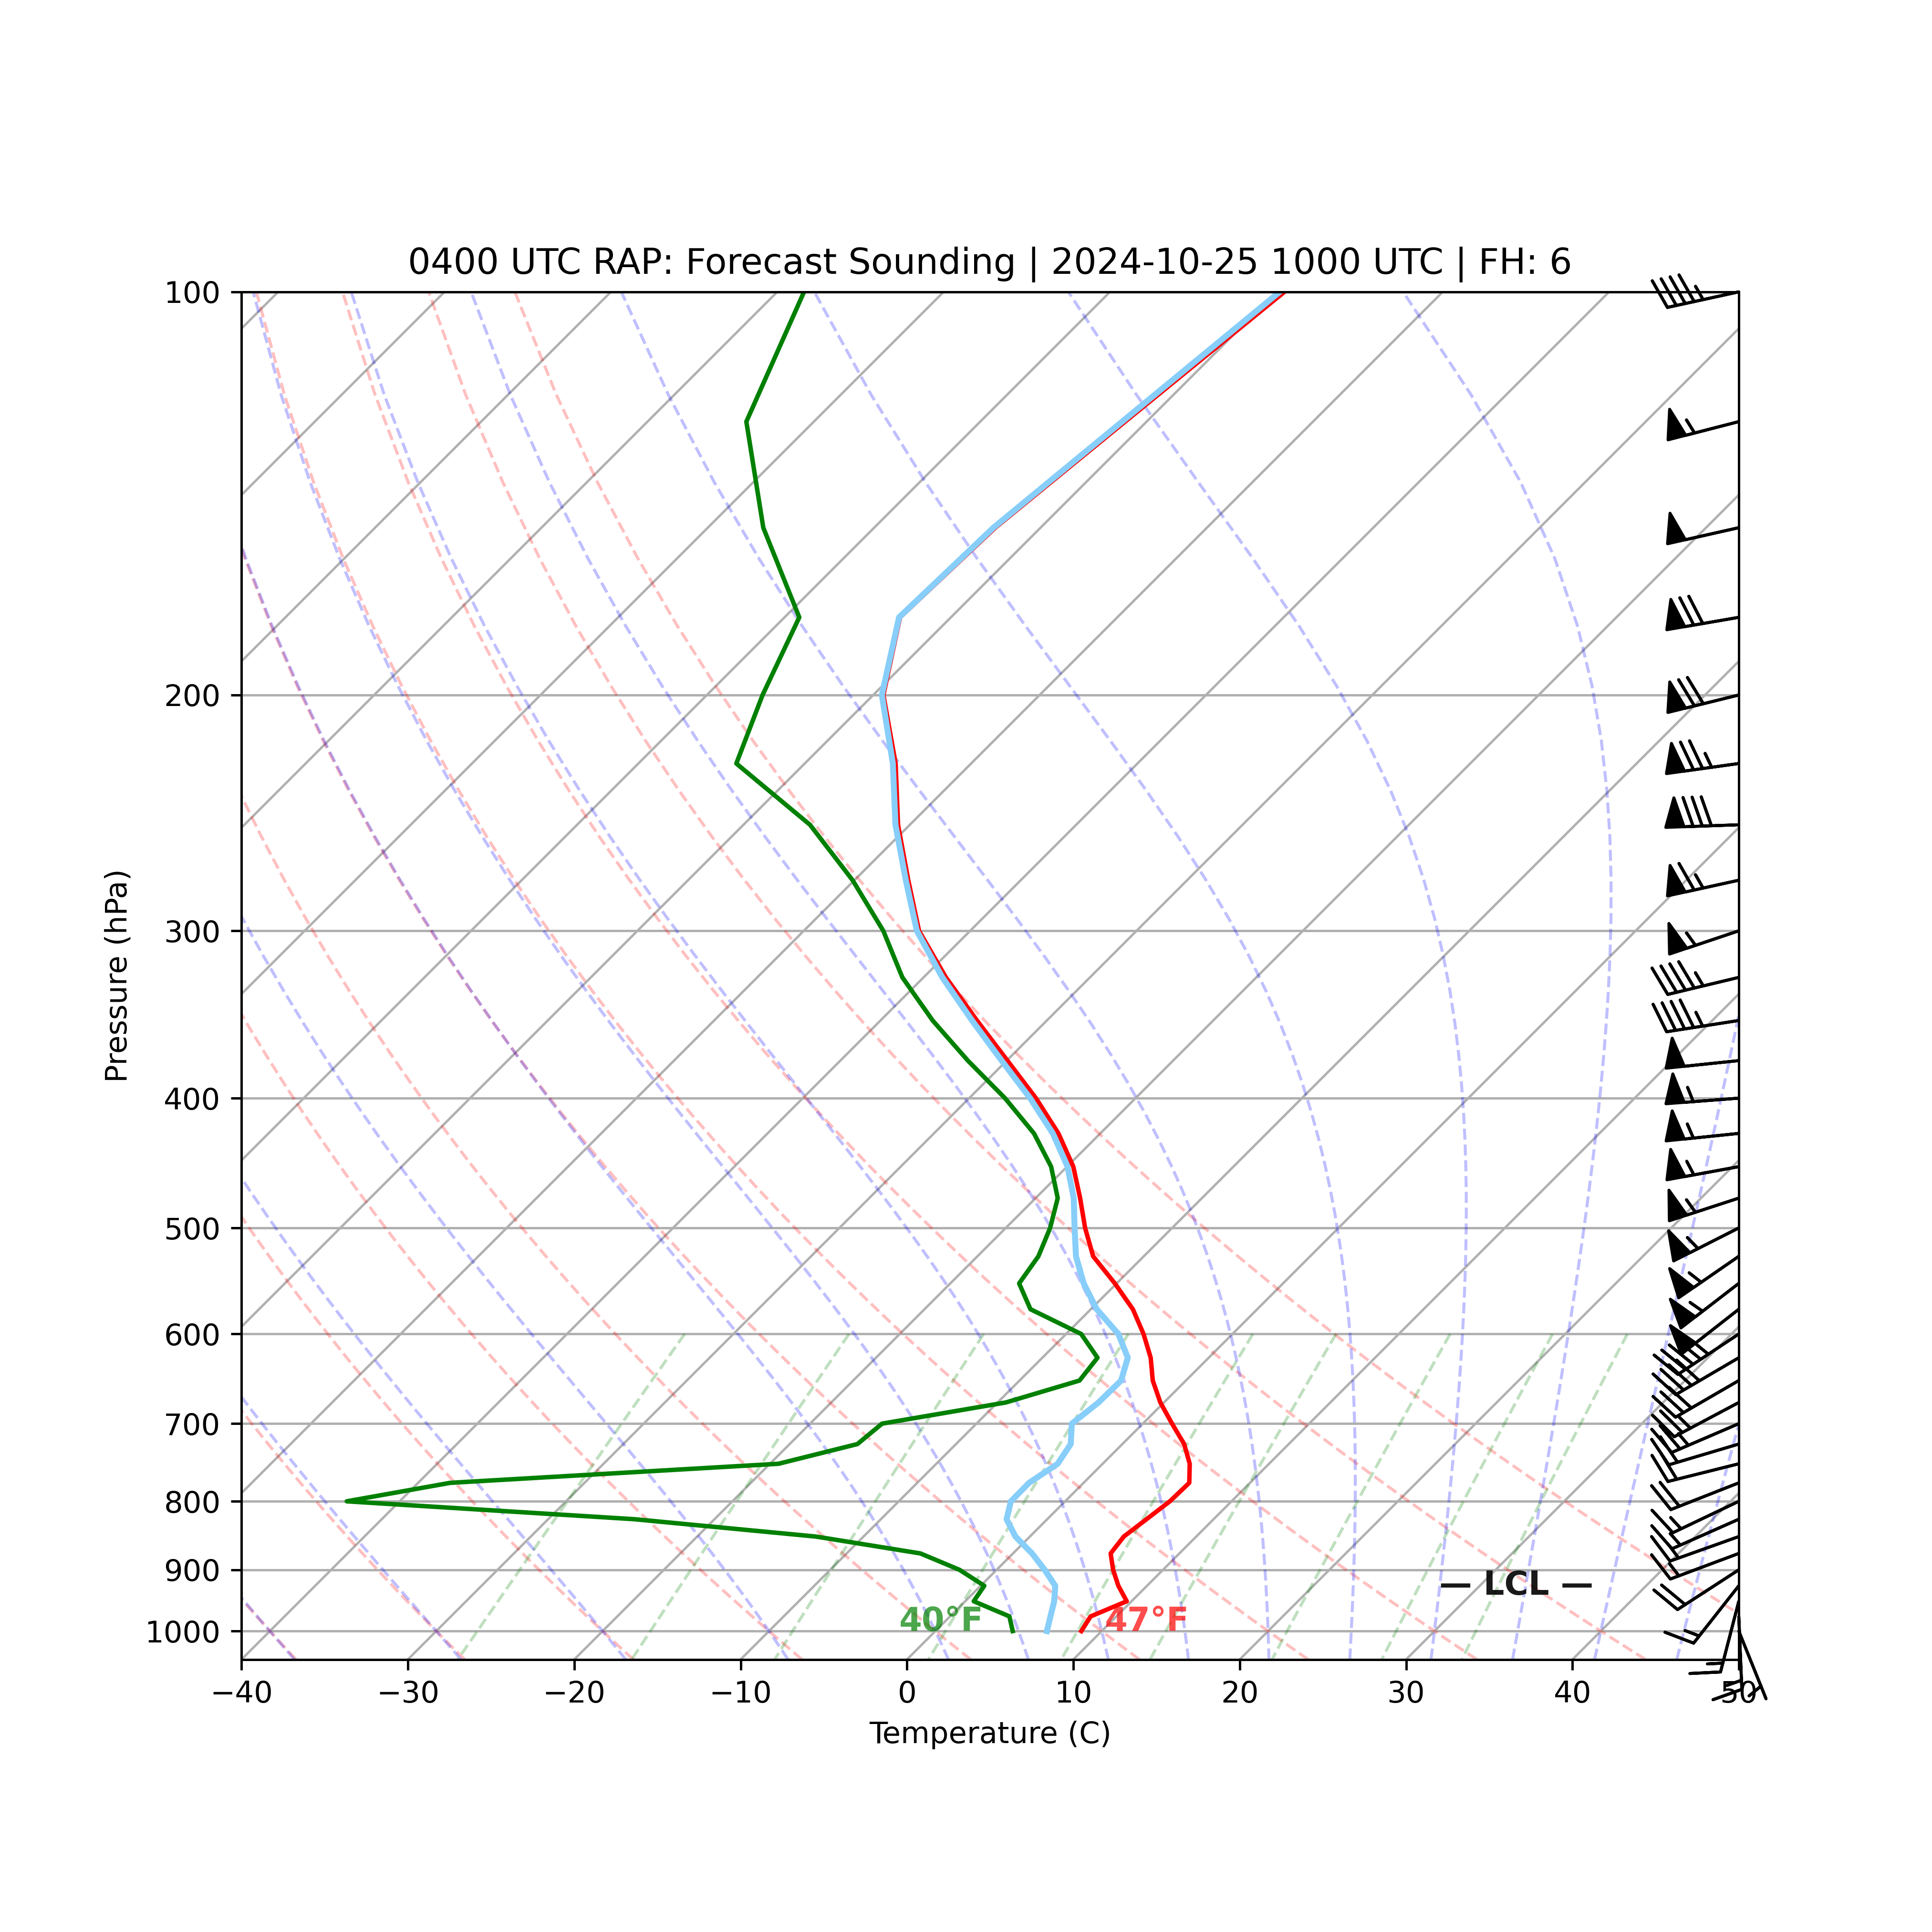 0400 UTC RAP: Forecast Sounding | 2024-10-25 1000 UTC | FH: 6
100
200
300
400
500
600
700
800
900
1000
Pressure (hPa)
— LCL —
40°F
47°F
−40 −30 −20 −10 0 10 20 30 40 50
Temperature (C)